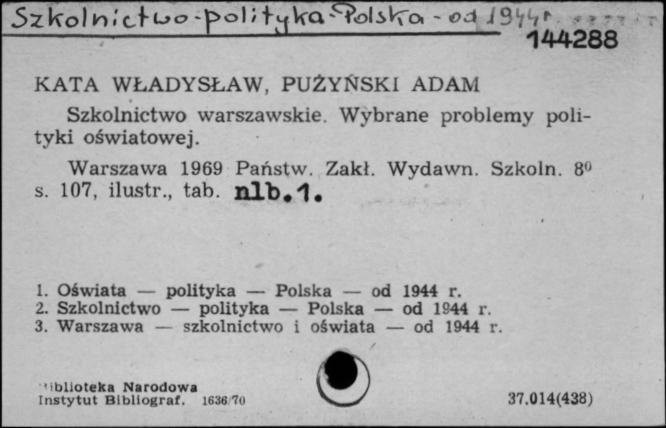 Szkolnictwo-polityka-Polska-od 1944r.
144288
KATA WŁADYSŁAW, PUŻYŃSKI ADAM
Szkolnictwo warszawskie. Wybrane problemy poli-
tyki oświatowej.
Warszawa 1969 Państw. Zakł. Wydawn. Szkoln. 8⁰
s. 107, ilustr., tab. nlb.1.
1. Oświata — polityka — Polska — od 1944 r.
2. Szkolnictwo — polityka — Polska — od 1944 r.
3. Warszawa — szkolnictwo i oświata — od 1944 r.
Biblioteka Narodowa
Instytut Bibliograf. 1636/70
37.014(438)